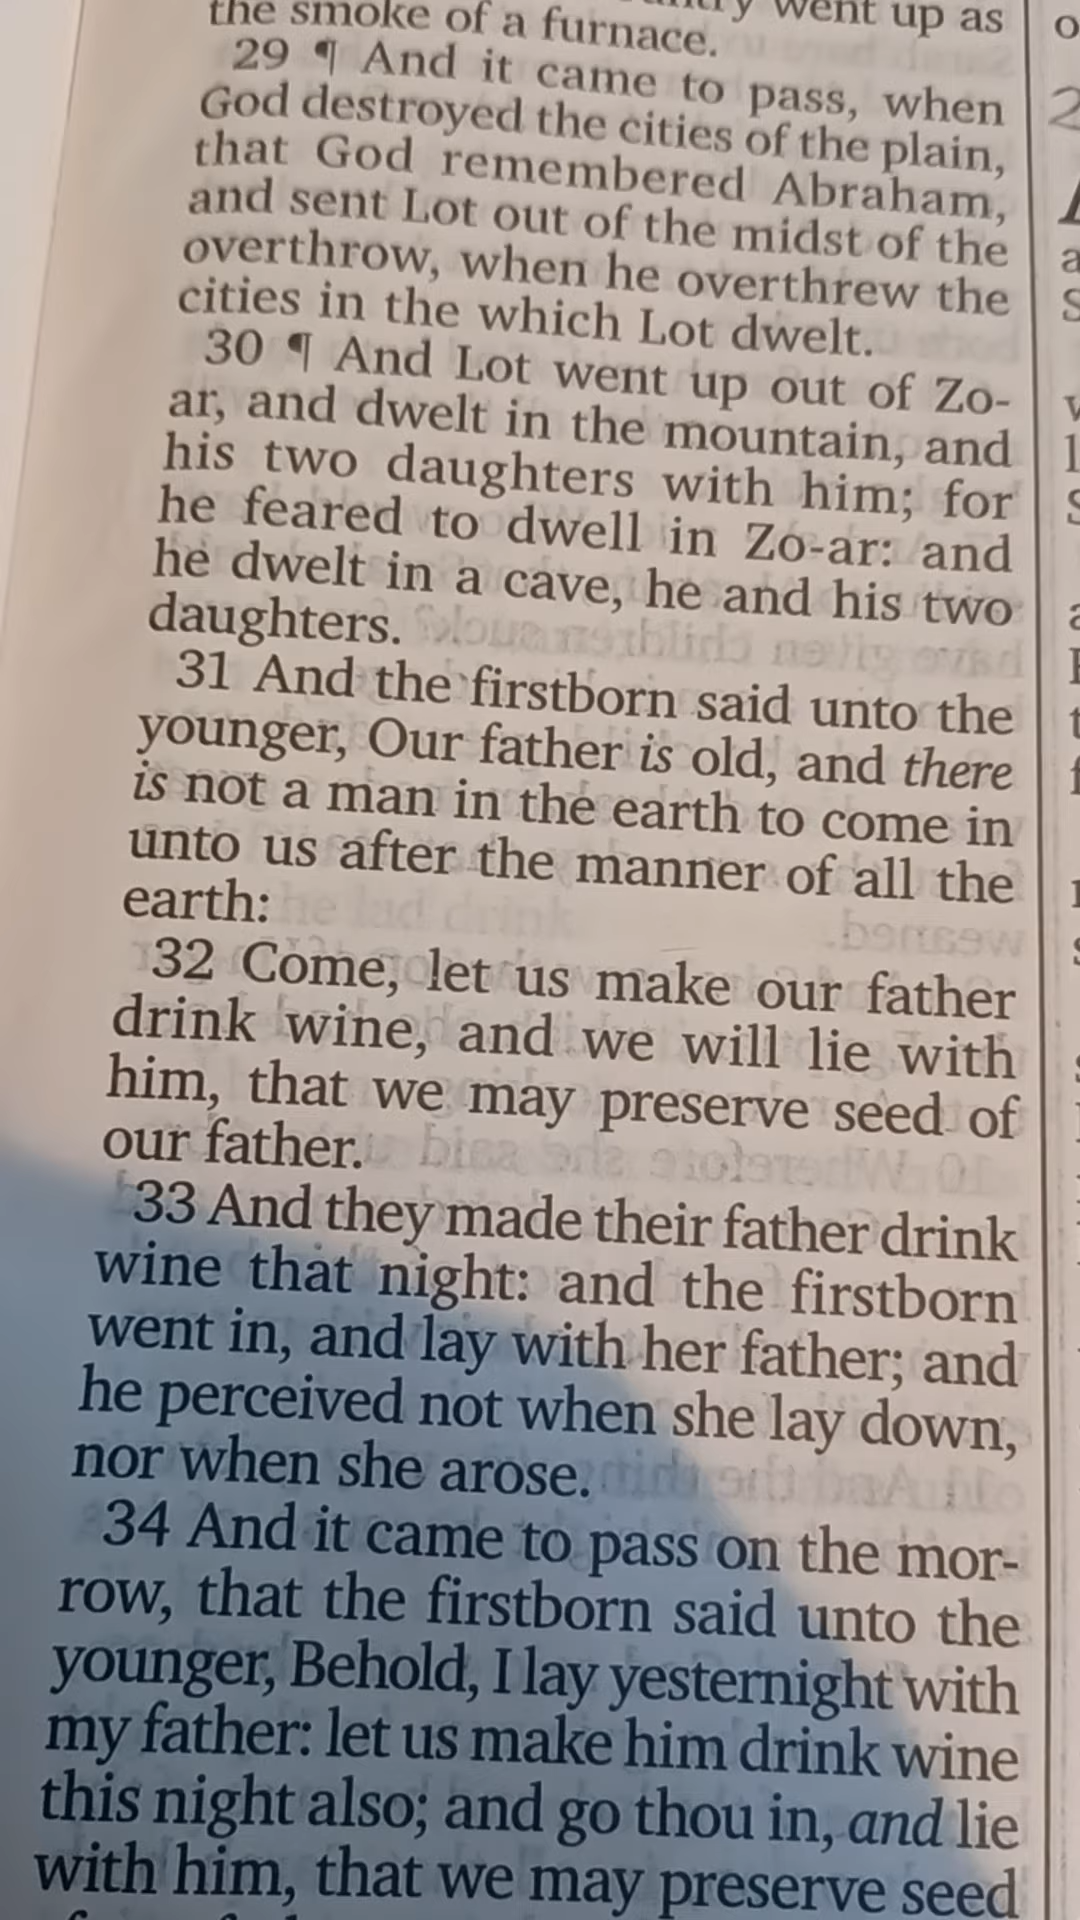 went up as
the smoke of a furnace.
29 ¶ And it came to pass, when
God destroyed the cities of the plain,
that God remembered Abraham,
and sent Lot out of the midst of the
overthrow, when he overthrew the
cities in the which Lot dwelt.
30 ¶ And Lot went up out of Zo-
ar, and dwelt in the mountain, and
his two daughters with him; for
he feared to dwell in Zo-ar: and
he dwelt in a cave, he and his two
daughters.
31 And the firstborn said unto the
younger, Our father is old, and there
is not a man in the earth to come in
unto us after the manner of all the
earth:
32 Come, let us make our father
drink wine, and we will lie with
him, that we may preserve seed of
our father.
33 And they made their father drink
wine that night: and the firstborn
went in, and lay with her father; and
he perceived not when she lay down,
nor when she arose.
34 And it came to pass on the mor-
row, that the firstborn said unto the
younger, Behold, I lay yesternight with
my father: let us make him drink wine
this night also; and go thou in, and lie
with him, that we may preserve seed